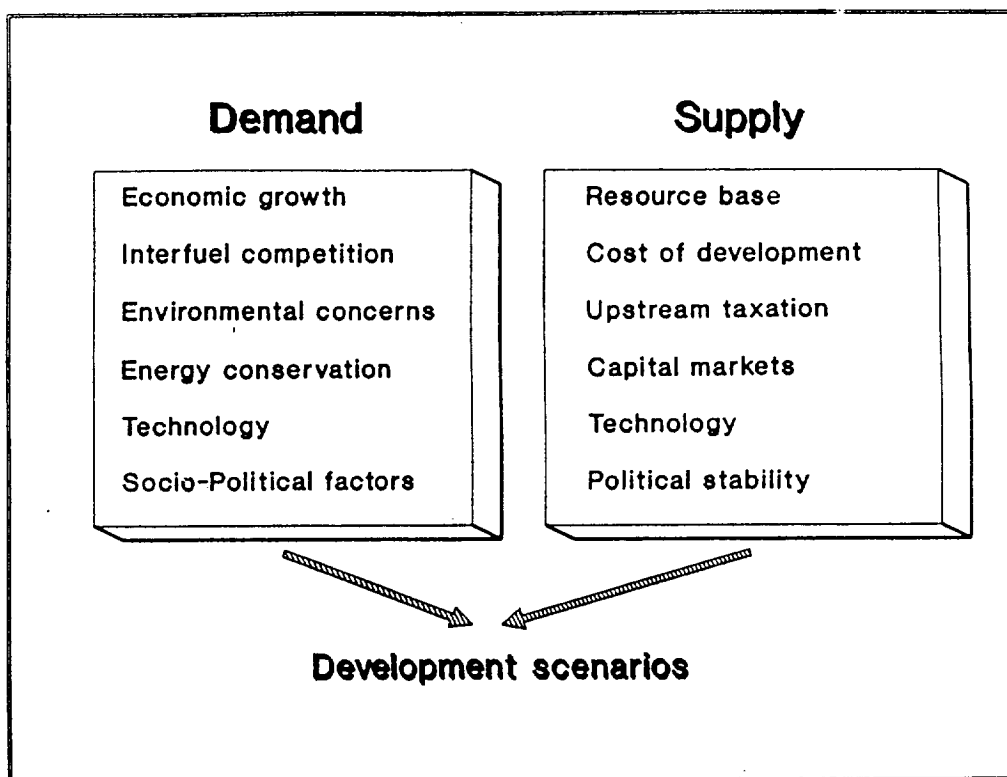 Demand
Economic growth
Interfuel competition
Environmental concerns
Energy conservation
Technology
Socio-Political factors
Supply
Resource base
Cost of development
Upstream taxation
Capital markets
Technology
Political stability
Development scenarios